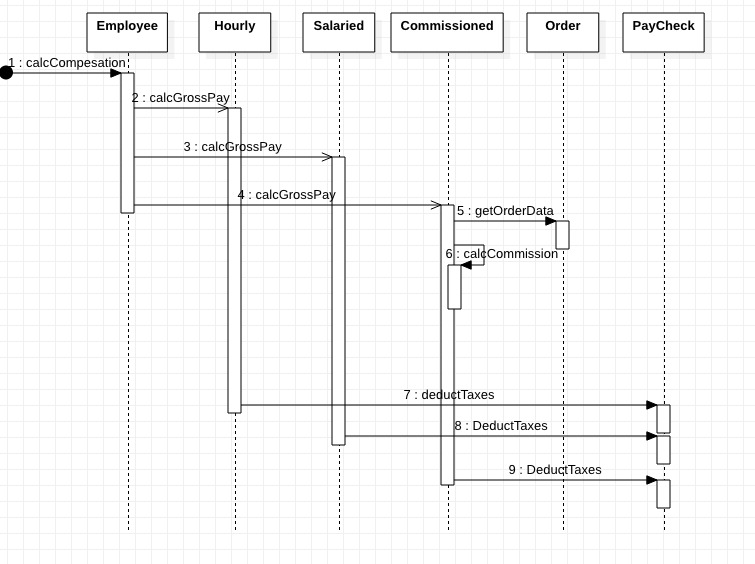 Employee
Hourly
Salaried
Commissioned
Order
PayCheck
1 : calcCompesation
2 : calcGrossPay
3 : calcGrossPay
4 : calcGrossPay
5 : getOrderData
6 : calcCommission
7 : deductTaxes
8 : DeductTaxes
9 : DeductTaxes